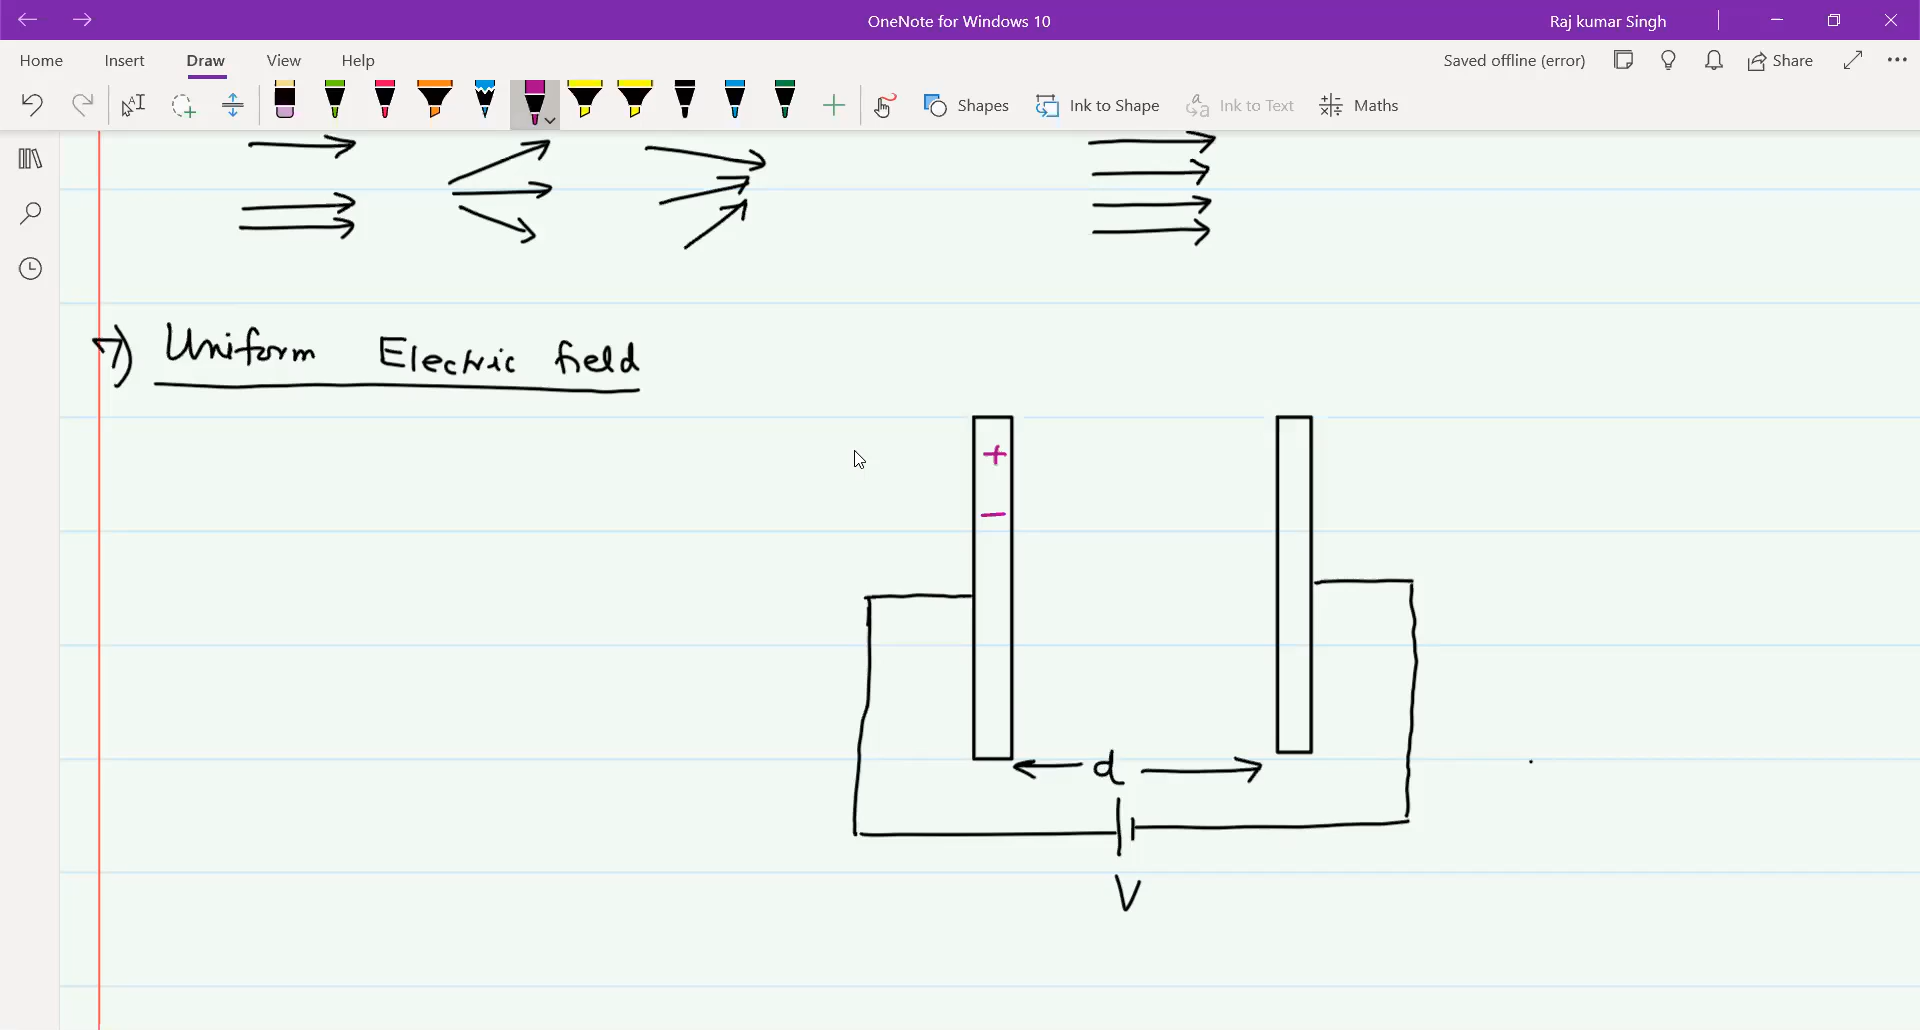 OneNote for Windows 10
Raj kumar Singh
Home Insert Draw View Help
Saved offline (error)
Share
Shapes
Ink to Shape
Ink to Text
Maths
7) Uniform Electric field
+
−
d
V